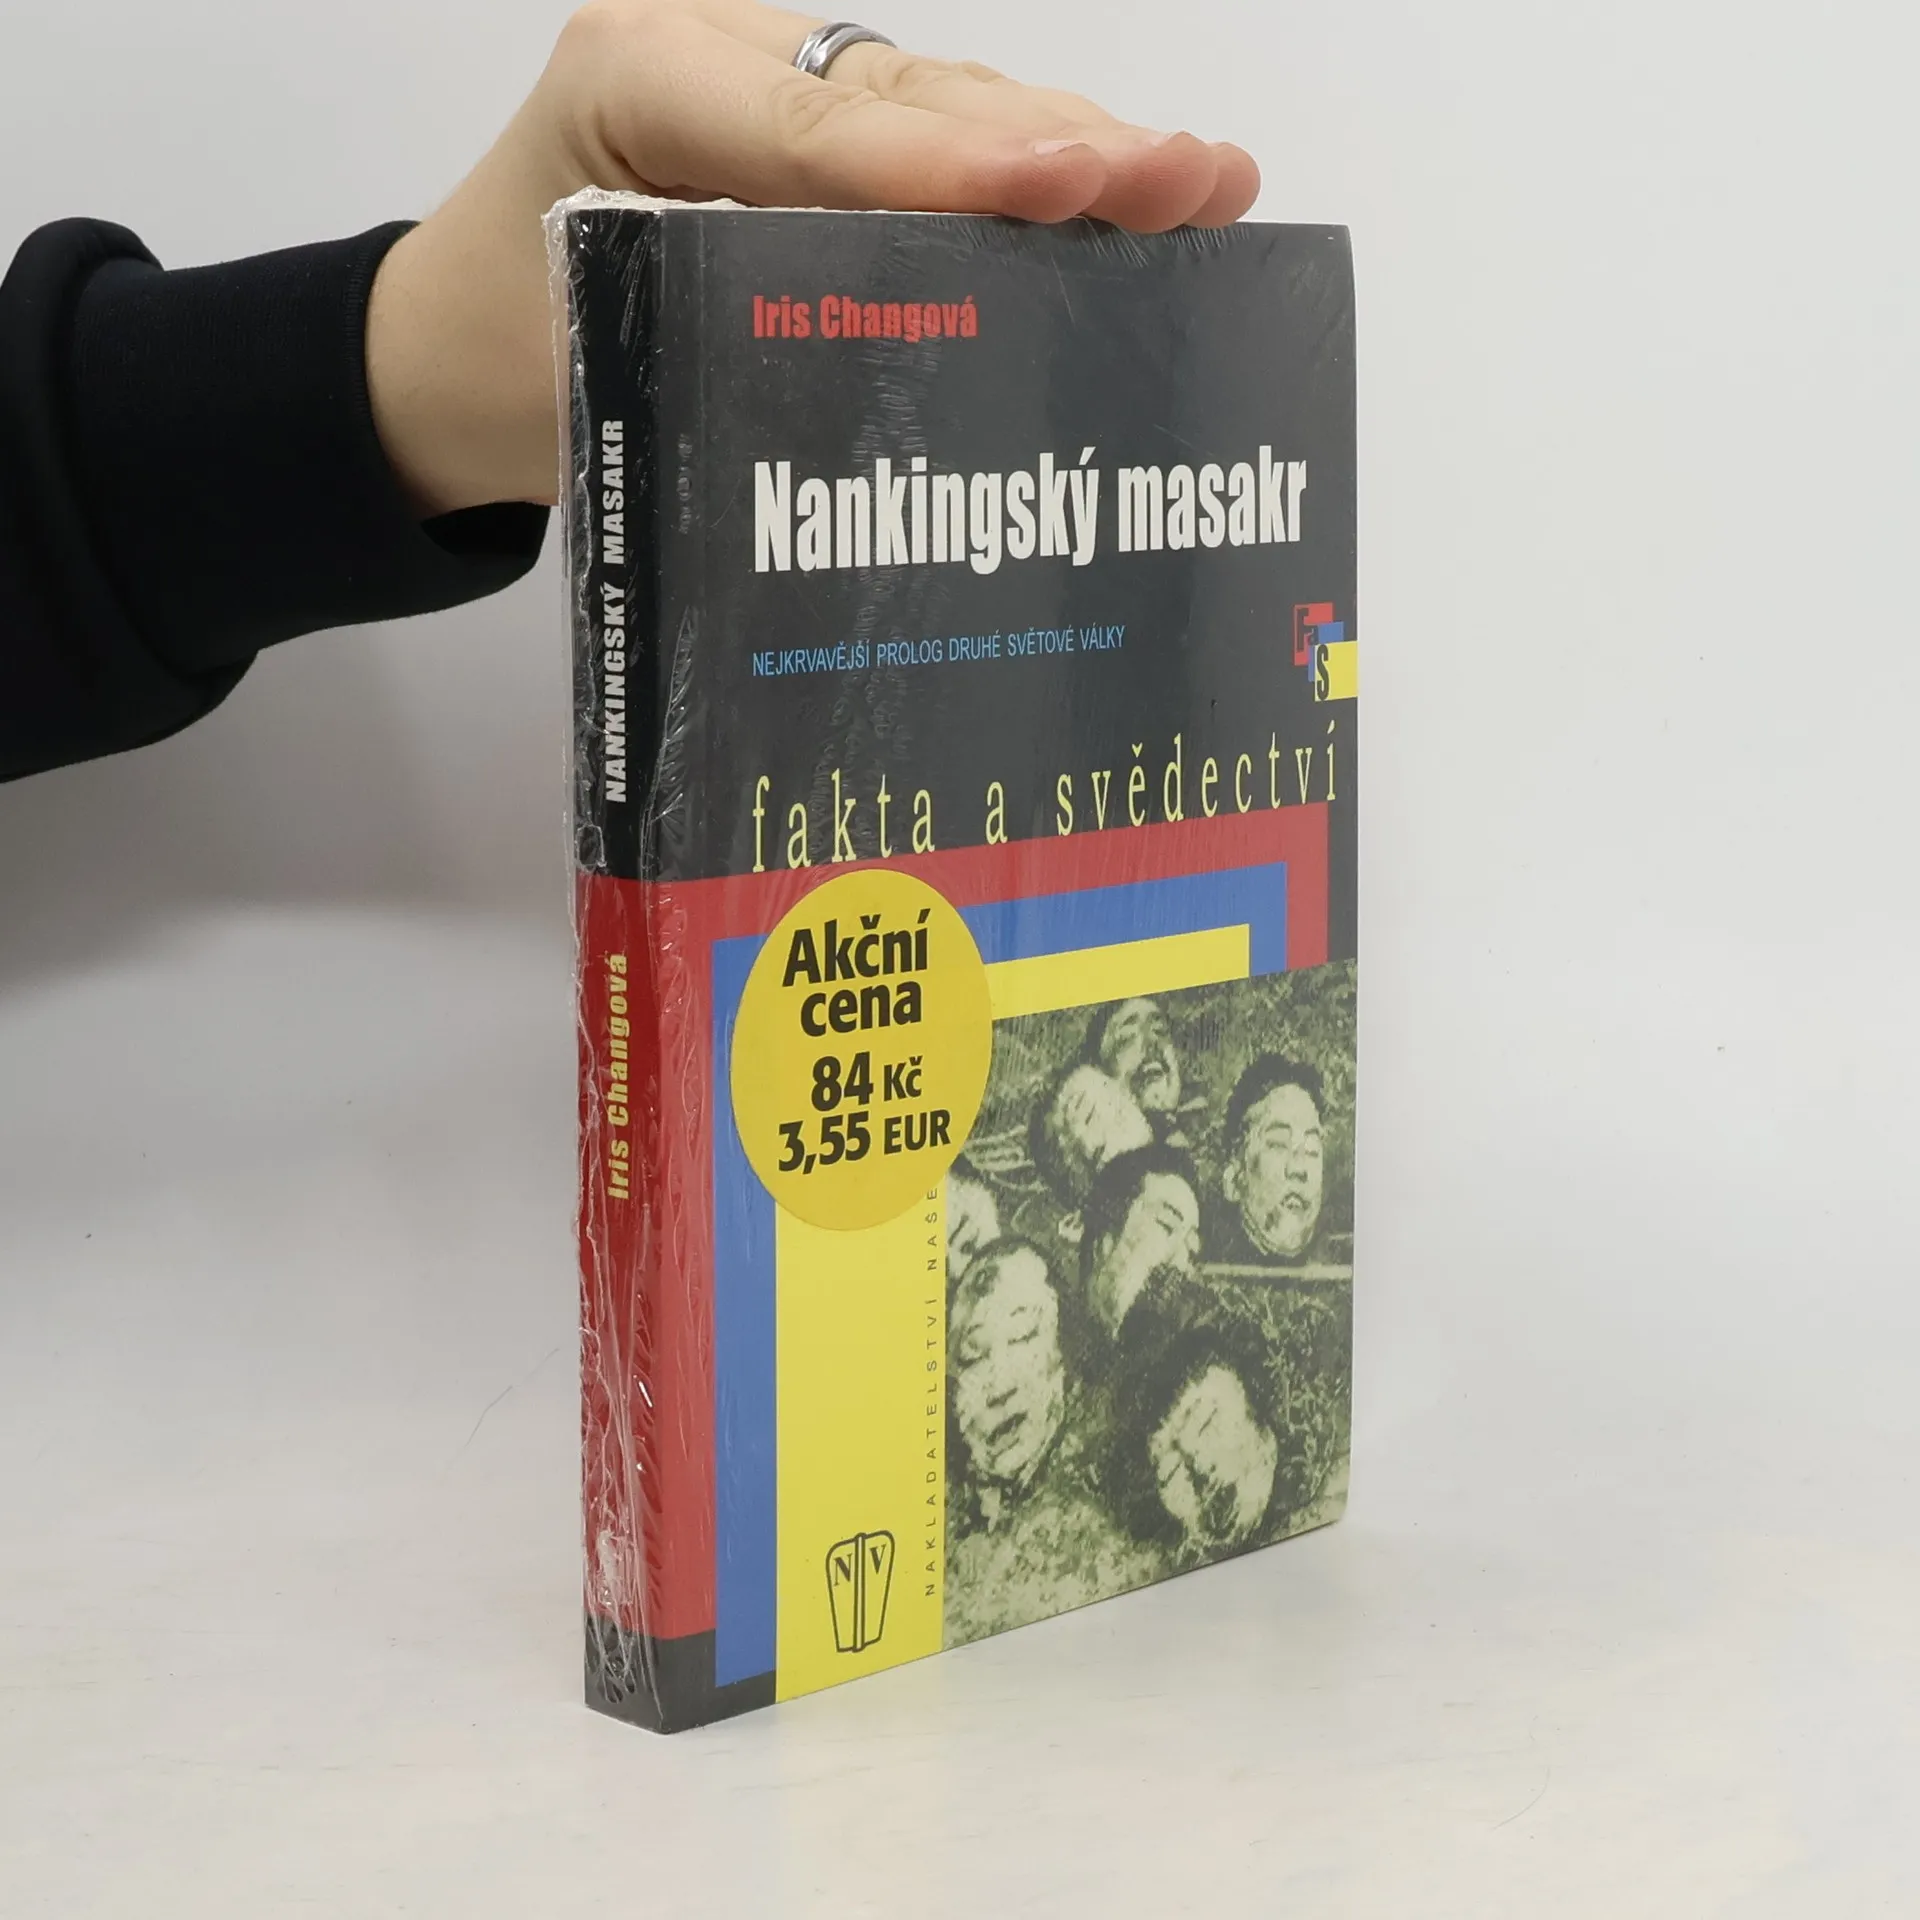 Iris Changová
Nankingský masakr
NEJKRVAVĚJŠÍ PROLOG DRUHÉ SVĚTOVÉ VÁLKY
F a S
fakta a svědectví
Akční
cena
84 Kč
3,55 EUR
NAKLADATELSTVÍ NAŠE
N V
NANKINGSKÝ MASAKR
Iris Changová